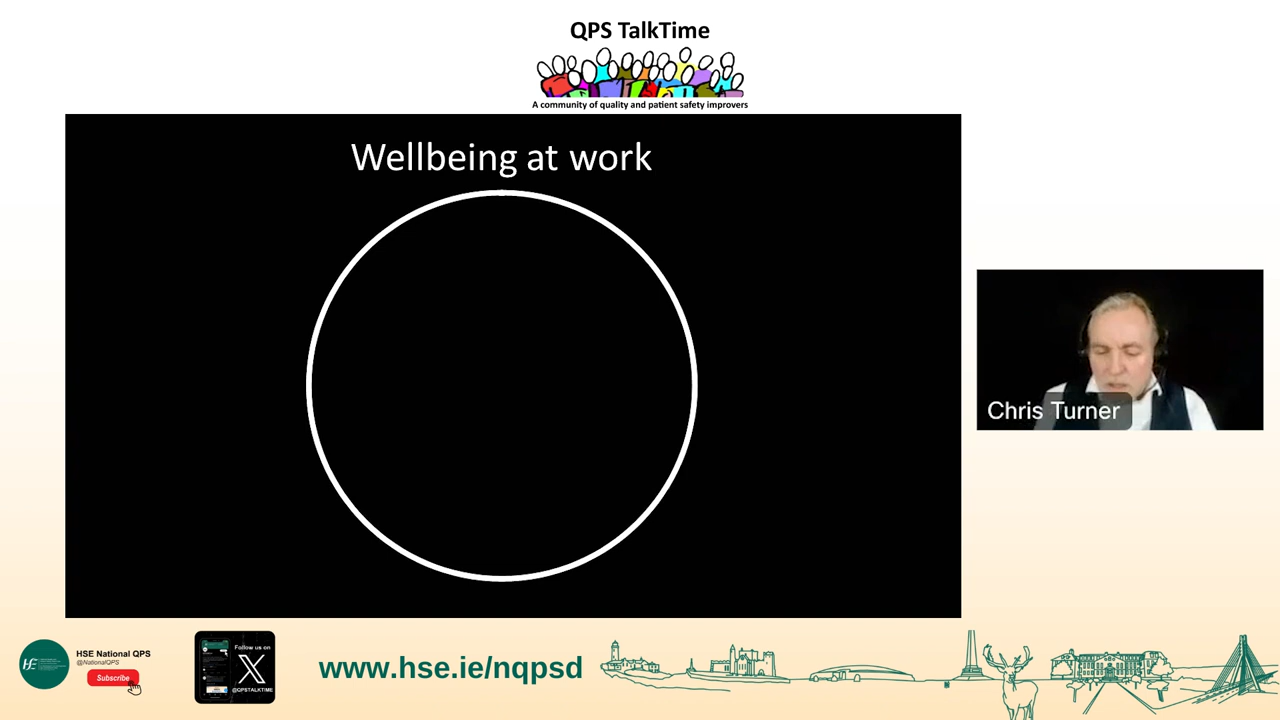 QPS TalkTime
A community of quality and patient safety improvers
Wellbeing at work
Chris Turner
HSE National QPS
@NationalQPS
Subscribe
Follow us on
X
@QPSTALKTIME
www.hse.ie/nqpsd